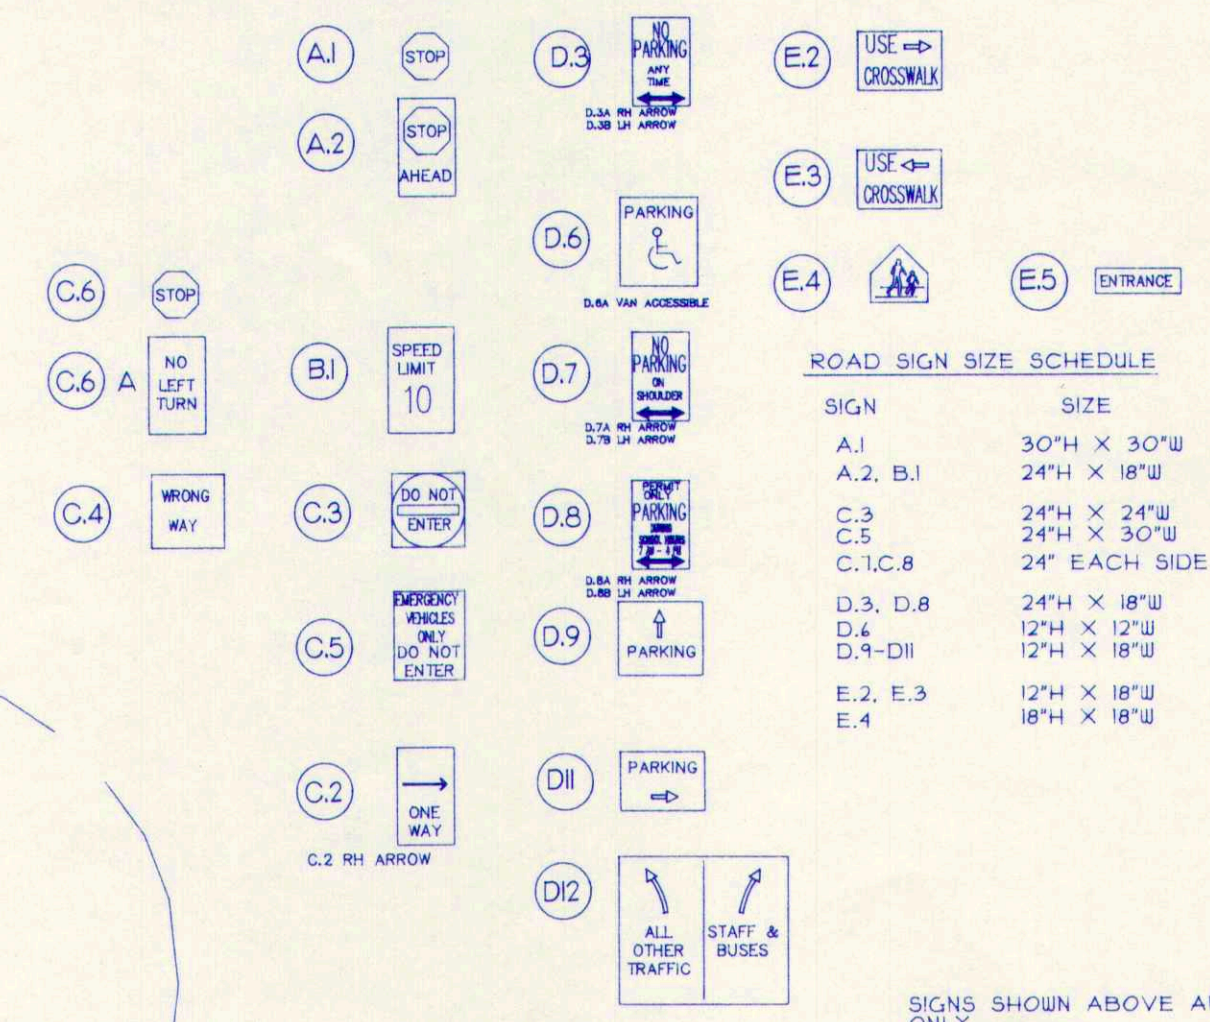 A.1
STOP
A.2
STOP
AHEAD
C.6
STOP
C.6 A
NO
LEFT
TURN
B.1
SPEED
LIMIT
10
C.4
WRONG
WAY
C.3
DO NOT
ENTER
C.5
EMERGENCY
VEHICLES
ONLY
DO NOT
ENTER
C.2
ONE
WAY
C.2 RH ARROW
D.3
NO
PARKING
ANY
TIME
D.3A RH ARROW
D.3B LH ARROW
D.6
PARKING
D.6A VAN ACCESSIBLE
D.7
NO
PARKING
ON
SHOULDER
D.7A RH ARROW
D.7B LH ARROW
D.8
PERMIT
ONLY
PARKING
DURING
SCHOOL HOURS
7 AM - 4 PM
D.8A RH ARROW
D.8B LH ARROW
D.9
PARKING
D11
PARKING
D12
ALL
OTHER
TRAFFIC
STAFF &
BUSES
E.2
USE
CROSSWALK
E.3
USE
CROSSWALK
E.4
E.5
ENTRANCE
ROAD SIGN SIZE SCHEDULE
SIGN SIZE
A.1 30"H X 30"W
A.2, B.1 24"H X 18"W
C.3 24"H X 24"W
C.5 24"H X 30"W
C.7,C.8 24" EACH SIDE
D.3, D.8 24"H X 18"W
D.6 12"H X 12"W
D.9-D11 12"H X 18"W
E.2, E.3 12"H X 18"W
E.4 18"H X 18"W
SIGNS SHOWN ABOVE
ONLY